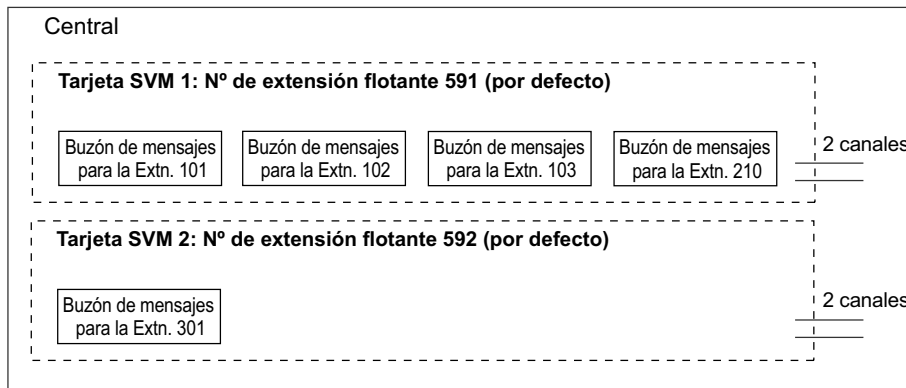 Central
Tarjeta SVM 1: Nº de extensión flotante 591 (por defecto)
Buzón de mensajes
para la Extn. 101
Buzón de mensajes
para la Extn. 102
Buzón de mensajes
para la Extn. 103
Buzón de mensajes
para la Extn. 210
2 canales
Tarjeta SVM 2: Nº de extensión flotante 592 (por defecto)
Buzón de mensajes
para la Extn. 301
2 canales